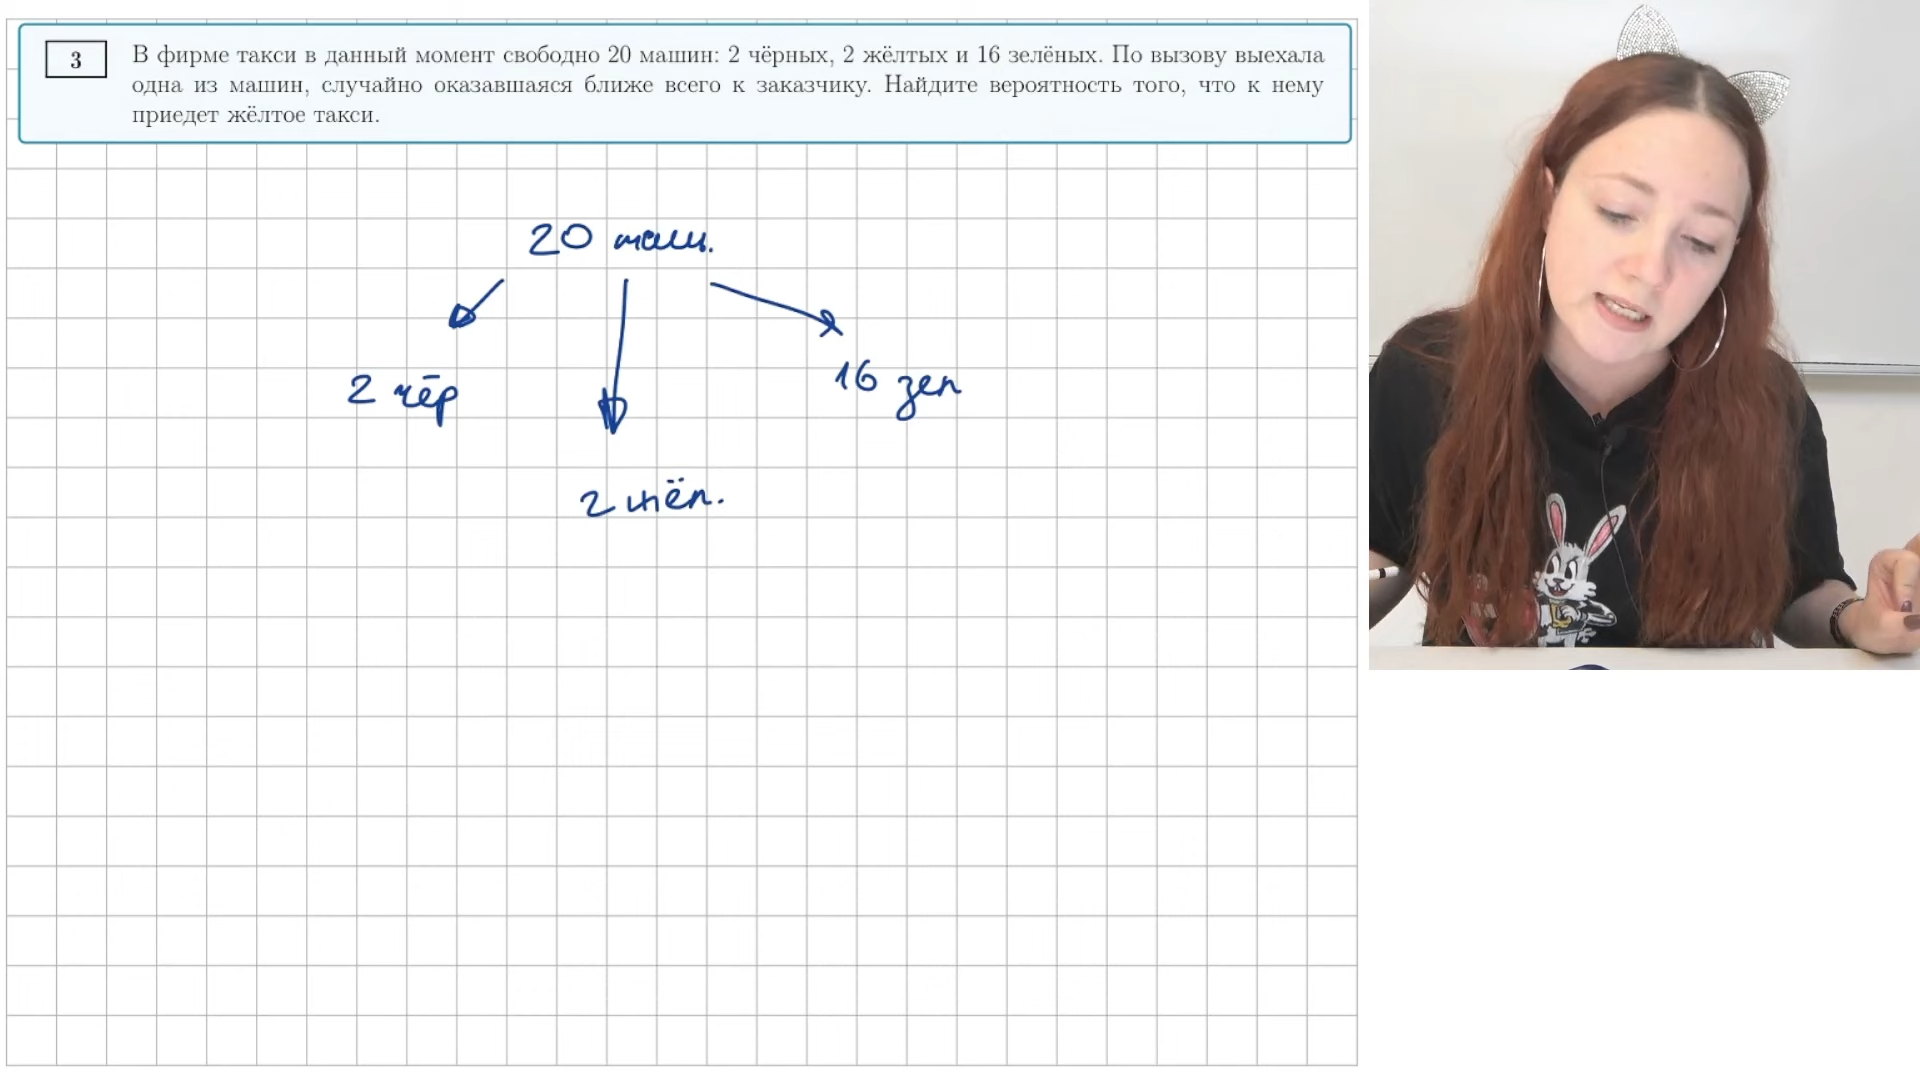 3
В фирме такси в данный момент свободно 20 машин: 2 чёрных, 2 жёлтых и 16 зелёных. По вызову выехала
одна из машин, случайно оказавшаяся ближе всего к заказчику. Найдите вероятность того, что к нему
приедет жёлтое такси.
20 маш.
2 чёр
16 зел
2 жёл.